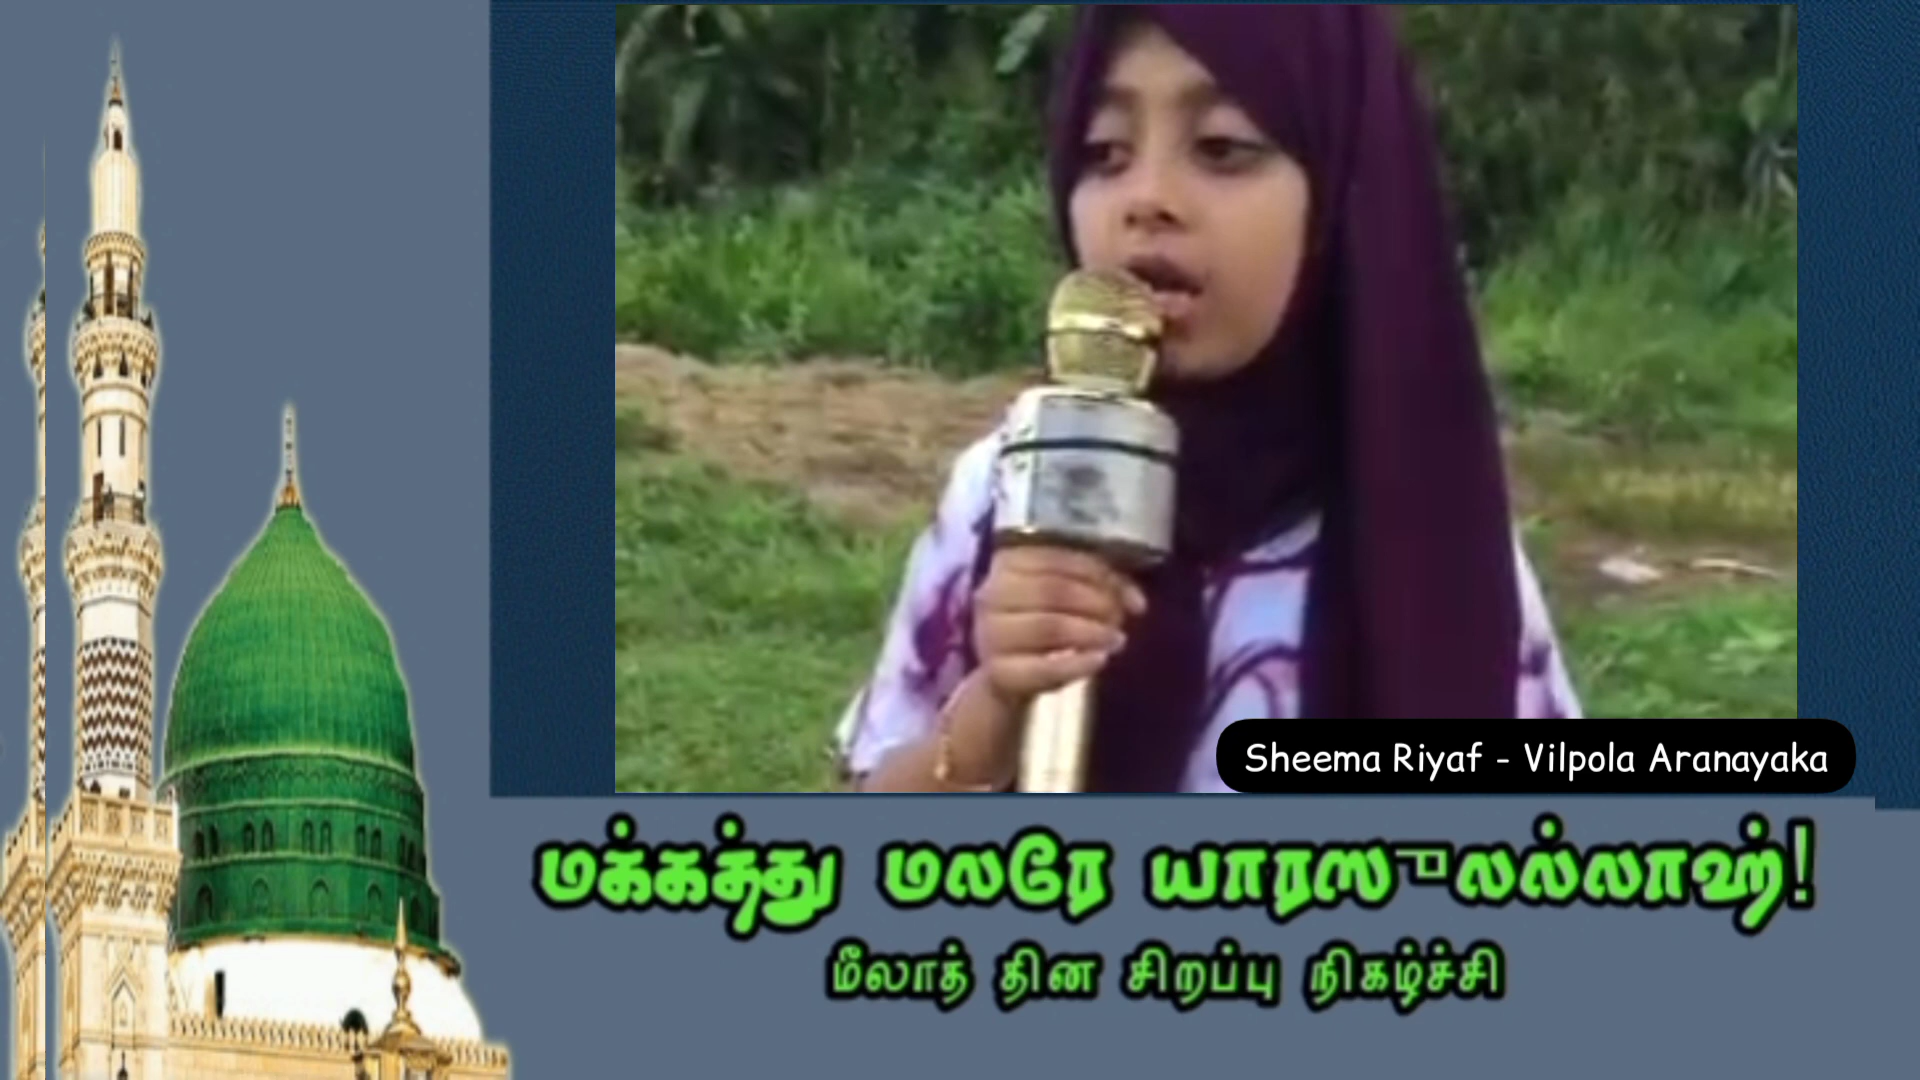 Sheema Riyaf - Vilpola Aranayaka
மக்கத்து மலரே யாரஸுலல்லாஹ்!
மீலாத் தின சிறப்பு நிகழ்ச்சி